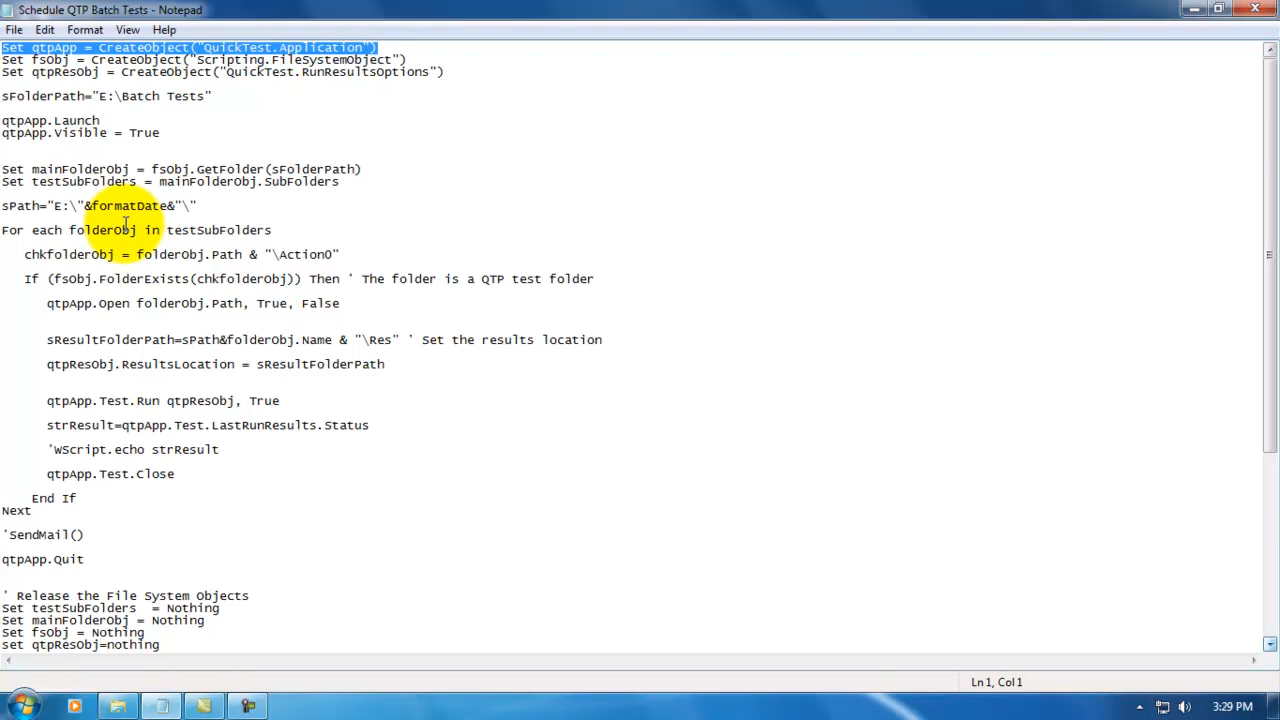 Schedule QTP Batch Tests - Notepad
File Edit Format View Help
Set qtpApp = CreateObject("QuickTest.Application")
Set fsObj = CreateObject("Scripting.FileSystemObject")
Set qtpResObj = CreateObject("QuickTest.RunResultsOptions")
sFolderPath="E:\Batch Tests"
qtpApp.Launch
qtpApp.Visible = True
Set mainFolderObj = fsObj.GetFolder(sFolderPath)
Set testSubFolders = mainFolderObj.SubFolders
sPath="E:\"&formatDate&"\"
For each folderObj in testSubFolders
chkfolderObj = folderObj.Path & "\Action0"
If (fsObj.FolderExists(chkfolderObj)) Then ' The folder is a QTP test folder
qtpApp.Open folderObj.Path, True, False
sResultFolderPath=sPath&folderObj.Name & "\Res" ' Set the results location
qtpResObj.ResultsLocation = sResultFolderPath
qtpApp.Test.Run qtpResObj, True
strResult=qtpApp.Test.LastRunResults.Status
'WScript.echo strResult
qtpApp.Test.Close
End If
Next
'SendMail()
qtpApp.Quit
' Release the File System Objects
Set testSubFolders  = Nothing
Set mainFolderObj = Nothing
Set fsObj = Nothing
set qtpResObj=nothing
Ln 1, Col 1
3:29 PM